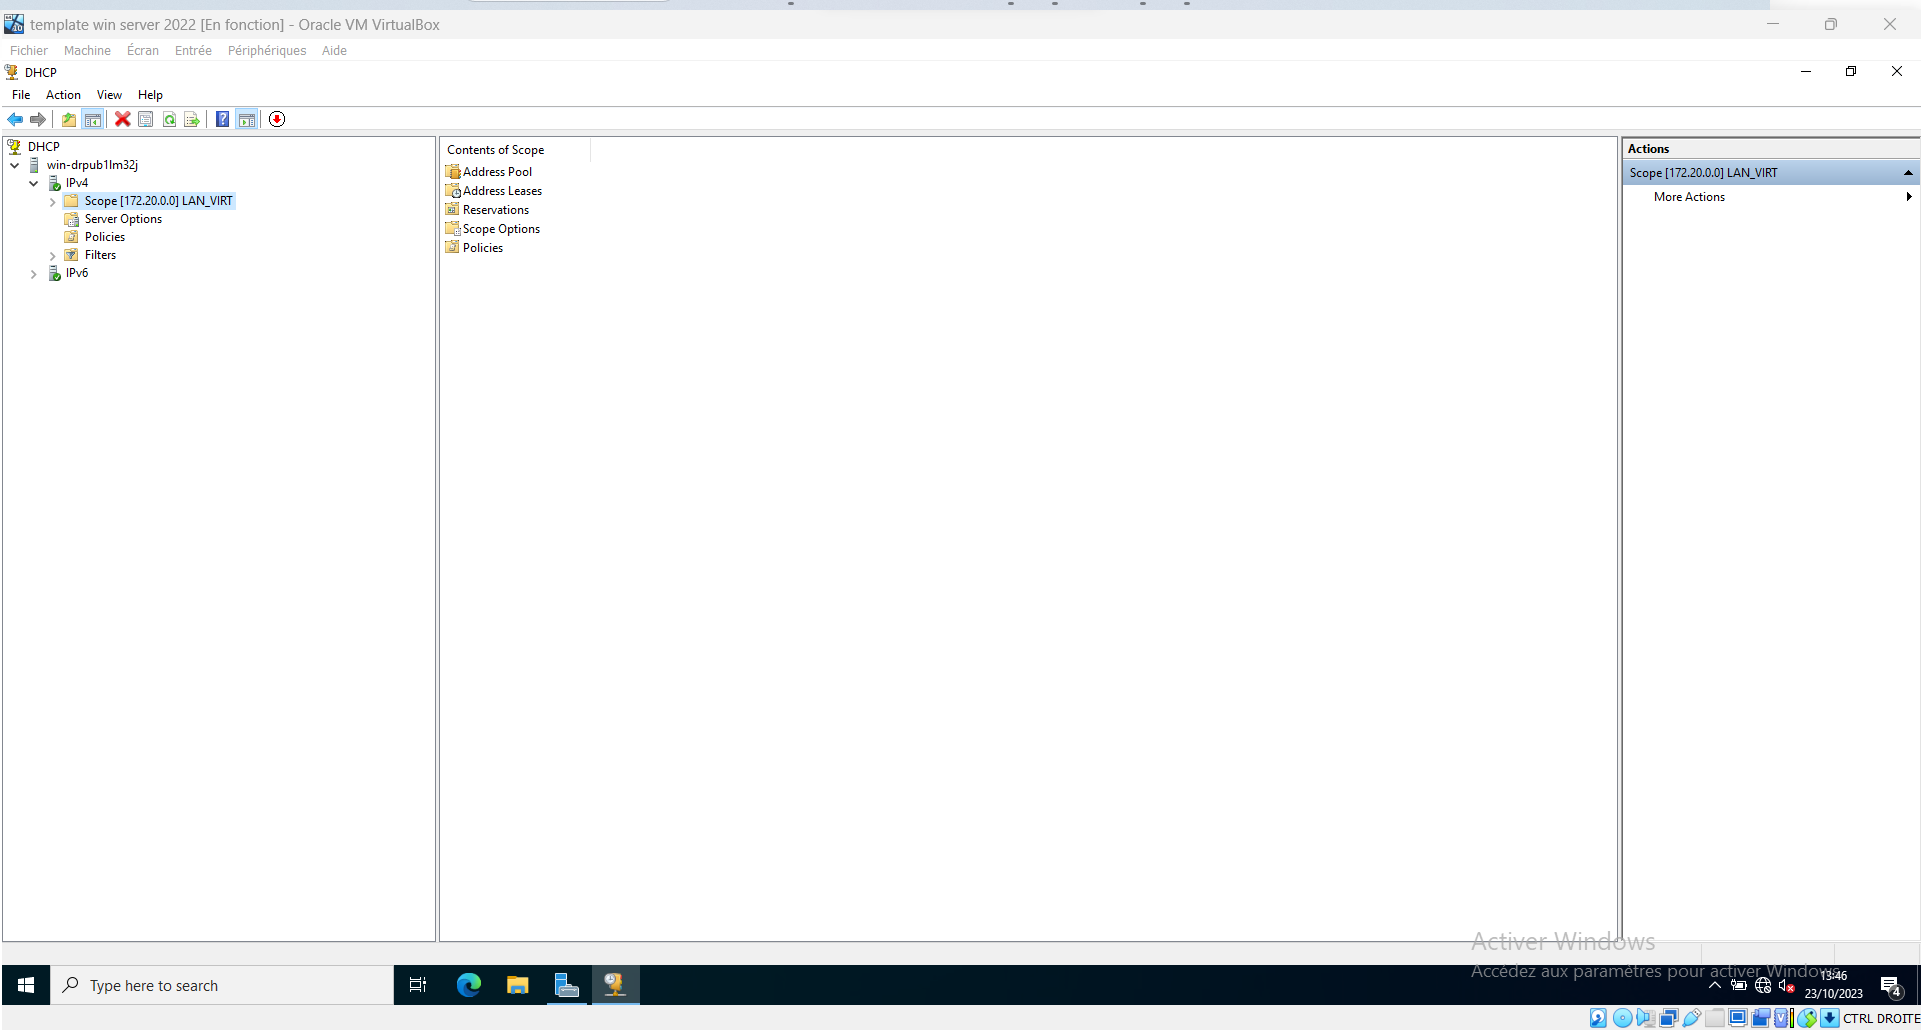 template win server 2022 [En fonction] - Oracle VM VirtualBox
Fichier Machine Écran Entrée Périphériques Aide
DHCP
File Action View Help
DHCP
win-drpub1lm32j
IPv4
Scope [172.20.0.0] LAN_VIRT
Server Options
Policies
Filters
IPv6
Contents of Scope
Address Pool
Address Leases
Reservations
Scope Options
Policies
Actions
Scope [172.20.0.0] LAN_VIRT
More Actions
Activer Windows
Accédez aux paramètres pour activer Windows.
Type here to search
13:46
23/10/2023
4
CTRL DROITE